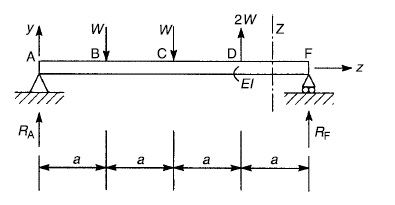 y W W 2W Z
A B C D F z
EI
R_A R_F
a a a a